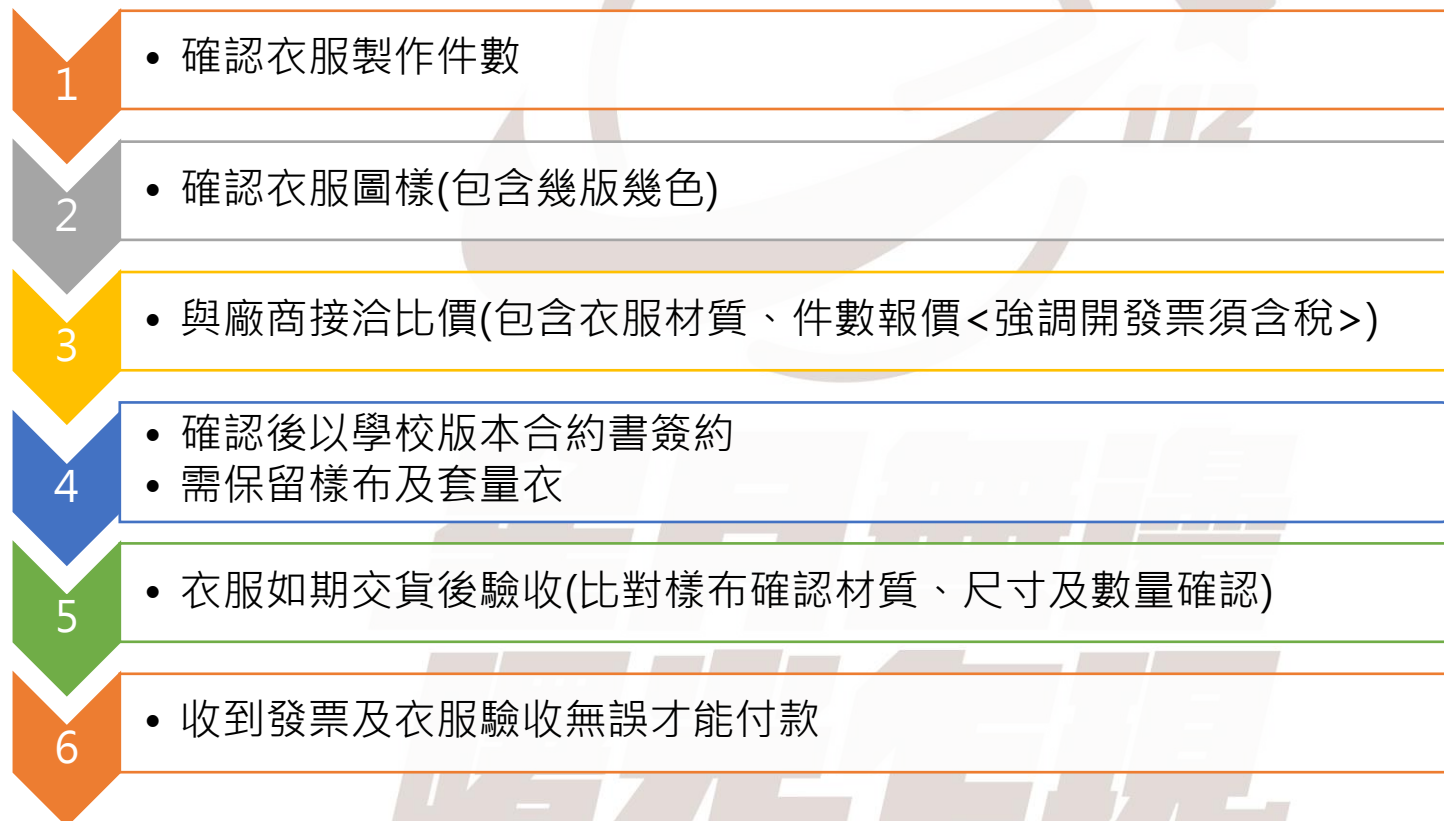 1
• 確認衣服製作件數
112
2
• 確認衣服圖樣(包含幾版幾色)
3
• 與廠商接洽比價(包含衣服材質、件數報價<強調開發票須含稅>)
4
• 確認後以學校版本合約書簽約
• 需保留樣布及套量衣
5
• 衣服如期交貨後驗收(比對樣布確認材質、尺寸及數量確認)
6
• 收到發票及衣服驗收無誤才能付款